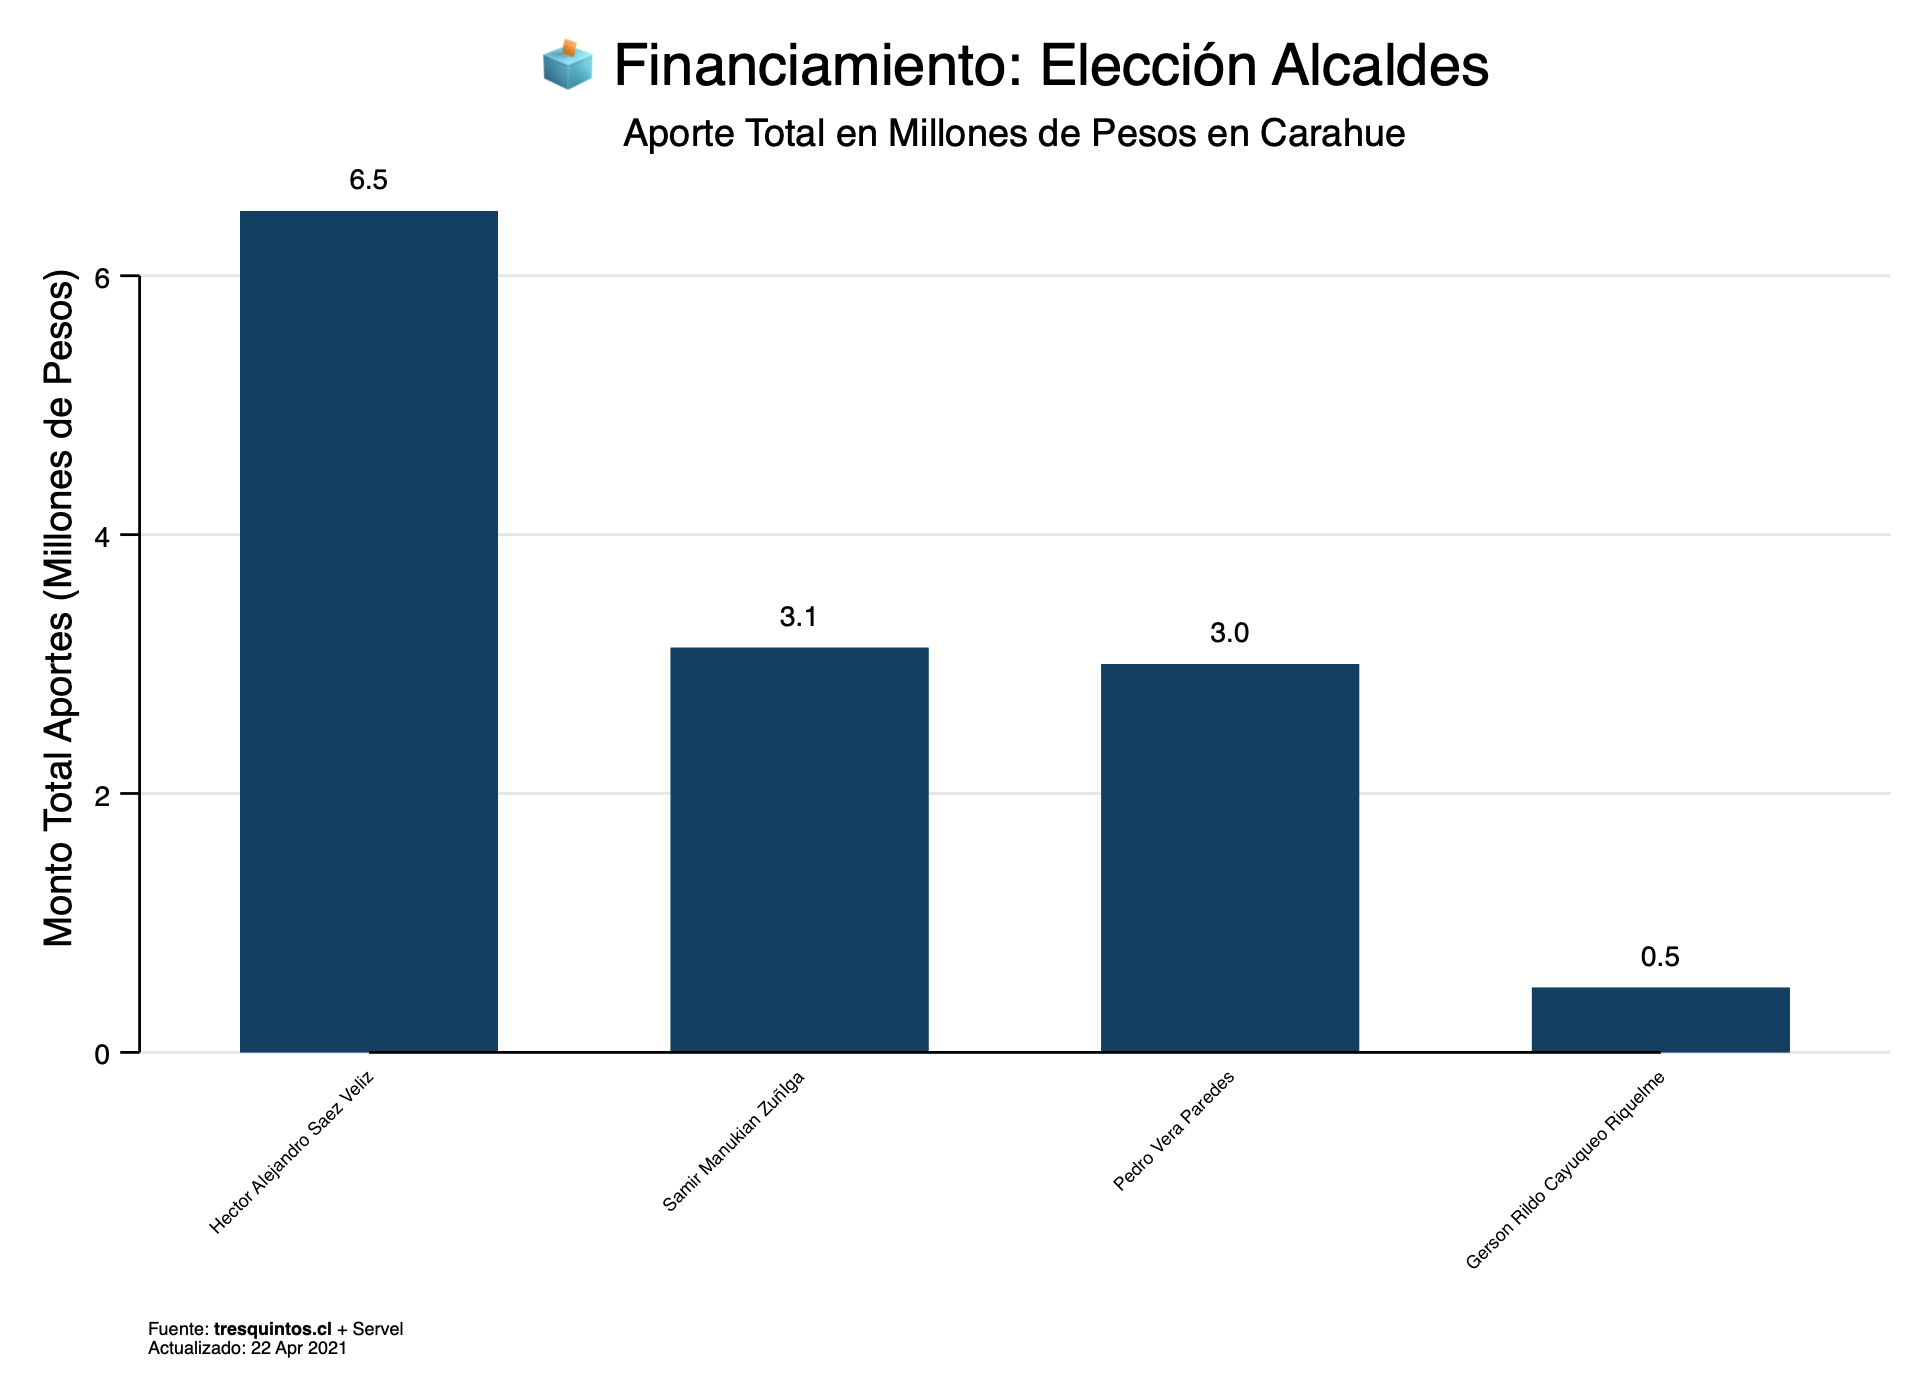 Financiamiento: Elección Alcaldes
Aporte Total en Millones de Pesos en Carahue
Monto Total Aportes (Millones de Pesos)
6
4
2
0
6.5
3.1
3.0
0.5
Hector Alejandro Saez Veliz
Samir Manukian ZuñIga
Pedro Vera Paredes
Gerson Rildo Cayuqueo Riquelme
Fuente: tresquintos.cl + Servel
Actualizado: 22 Apr 2021